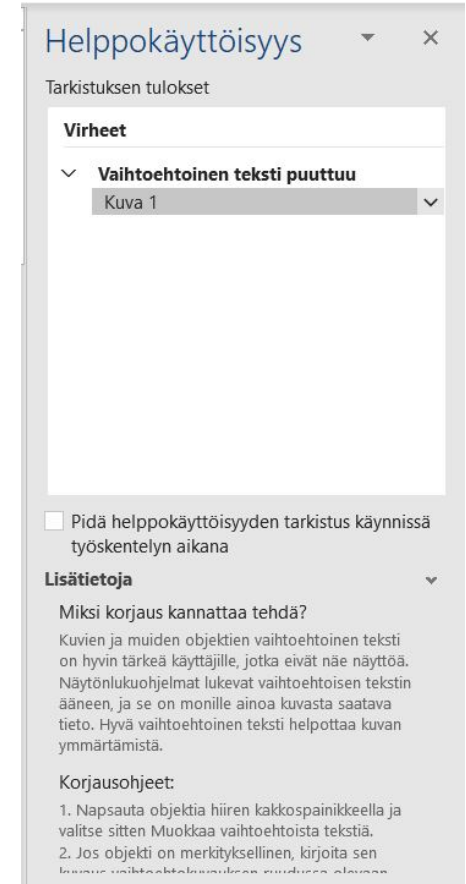 Helppokäyttöisyys
Tarkistuksen tulokset
Virheet
Vaihtoehtoinen teksti puuttuu
Kuva 1
Pidä helppokäyttöisyyden tarkistus käynnissä
työskentelyn aikana
Lisätietoja
Miksi korjaus kannattaa tehdä?
Kuvien ja muiden objektien vaihtoehtoinen teksti
on hyvin tärkeä käyttäjille, jotka eivät näe näyttöä.
Näytönlukuohjelmat lukevat vaihtoehtoisen tekstin
ääneen, ja se on monille ainoa kuvasta saatava
tieto. Hyvä vaihtoehtoinen teksti helpottaa kuvan
ymmärtämistä.
Korjausohjeet:
1. Napsauta objektia hiiren kakkospainikkeella ja
valitse sitten Muokkaa vaihtoehtoista tekstiä.
2. Jos objekti on merkityksellinen, kirjoita sen